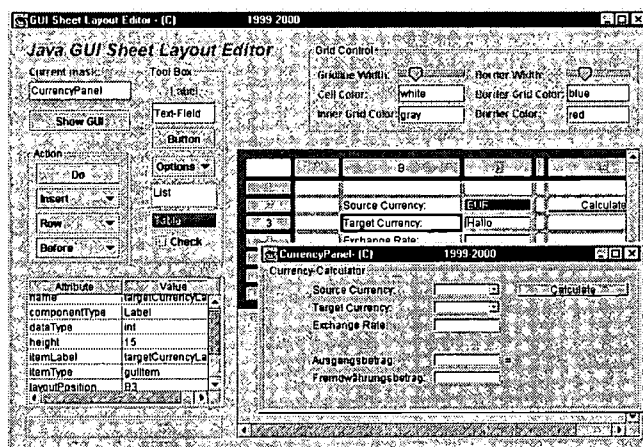 GUI Sheet Layout Editor - (C) 1999-2000
Java GUI Sheet Layout Editor
Current mask:
CurrencyPanel
Show GUI
Tool Box
Label
Text-Field
Button
Options
List
Table
Check
Action
Do
Insert
Row
Before
Grid Control
Gridline Width:
Border Width:
Cell Color: white
Border Grid Color: blue
Inner Grid Color: gray
Border Color: red
B
Source Currency: EUR Calculate
3 Target Currency: Hallo
Exchange Rate:
Attribute Value
name targetCurrencyLa
componentType Label
dataType int
height 15
itemLabel targetCurrencyLa
itemType guiItem
layoutPosition B3
CurrencyPanel- (C) 1999-2000
Currency-Calculator
Source Currency: Calculate
Target Currency:
Exchange Rate:
Ausgangsbetrag: =
Fremdwährungsbetrag: